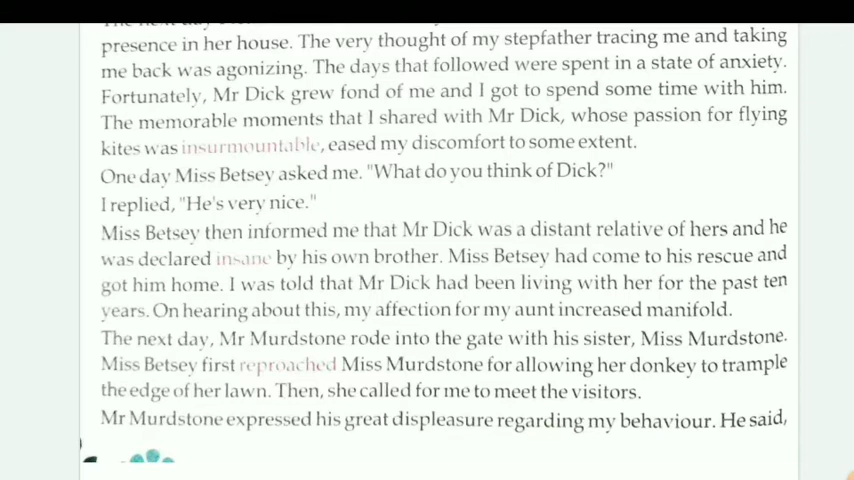 presence in her house. The very thought of my stepfather tracing me and taking
me back was agonizing. The days that followed were spent in a state of anxiety.
Fortunately, Mr Dick grew fond of me and I got to spend some time with him.
The memorable moments that I shared with Mr Dick, whose passion for flying
kites was insurmountable, eased my discomfort to some extent.
One day Miss Betsey asked me. "What do you think of Dick?"
I replied, "He's very nice."
Miss Betsey then informed me that Mr Dick was a distant relative of hers and he
was declared insane by his own brother. Miss Betsey had come to his rescue and
got him home. I was told that Mr Dick had been living with her for the past ten
years. On hearing about this, my affection for my aunt increased manifold.
The next day, Mr Murdstone rode into the gate with his sister, Miss Murdstone.
Miss Betsey first reproached Miss Murdstone for allowing her donkey to trample
the edge of her lawn. Then, she called for me to meet the visitors.
Mr Murdstone expressed his great displeasure regarding my behaviour. He said,